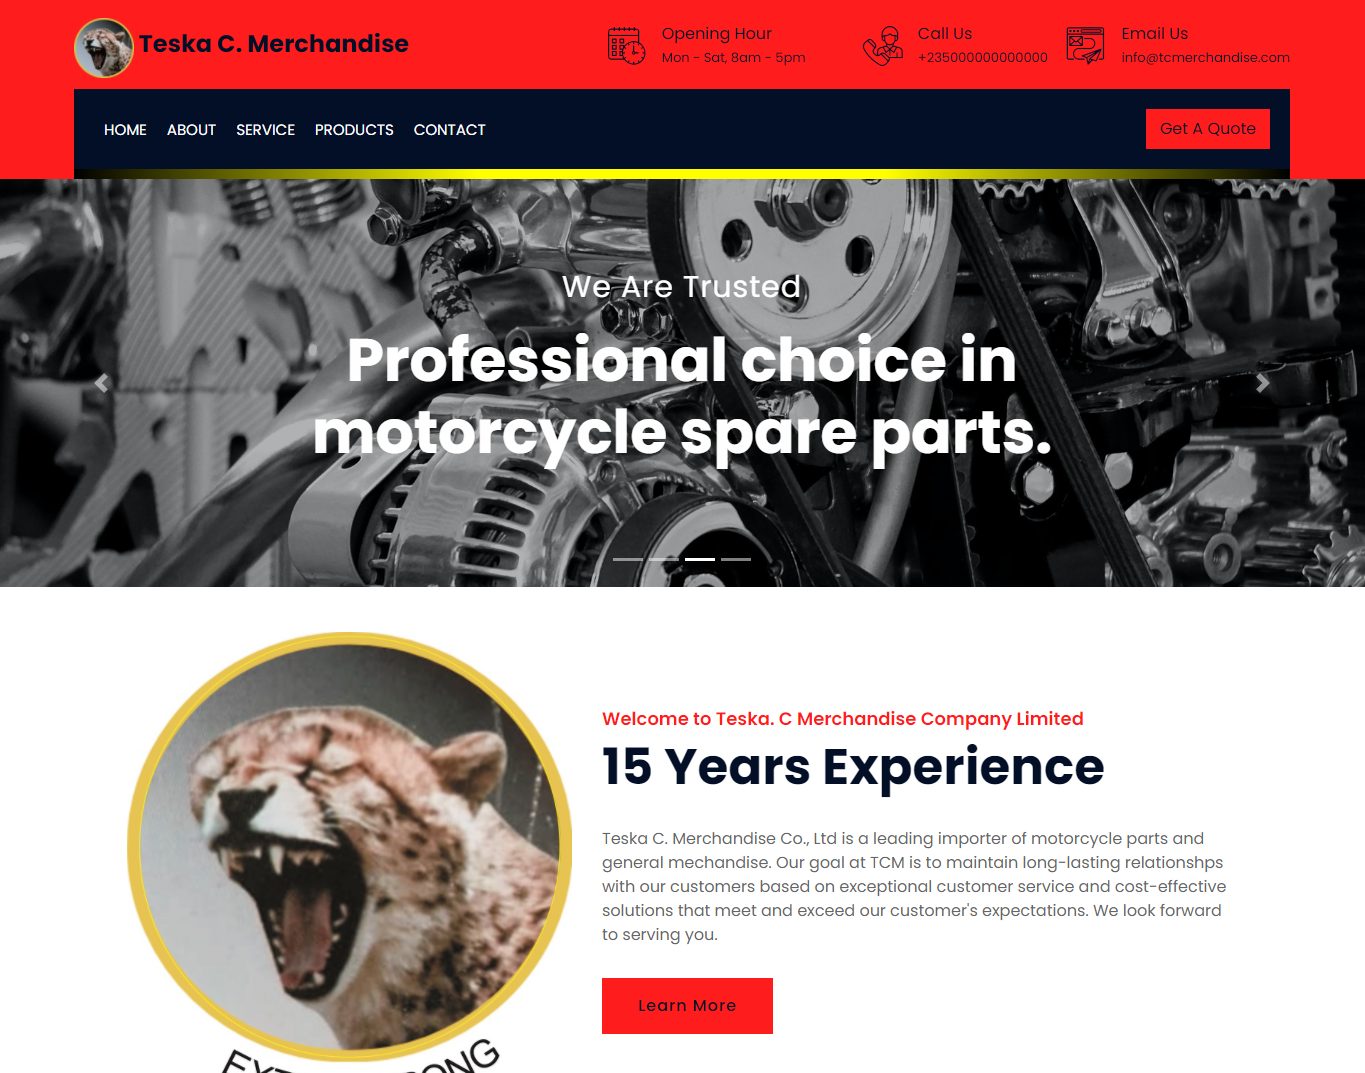 Teska C. Merchandise
Opening Hour
Mon - Sat, 8am - 5pm
Call Us
+235000000000000
Email Us
info@tcmerchandise.com
HOME ABOUT SERVICE PRODUCTS CONTACT
Get A Quote
We Are Trusted
Professional choice in
motorcycle spare parts.
Welcome to Teska. C Merchandise Company Limited
15 Years Experience
Teska C. Merchandise Co., Ltd is a leading importer of motorcycle parts and
general mechandise. Our goal at TCM is to maintain long-lasting relationshps
with our customers based on exceptional customer service and cost-effective
solutions that meet and exceed our customer's expectations. We look forward
to serving you.
Learn More